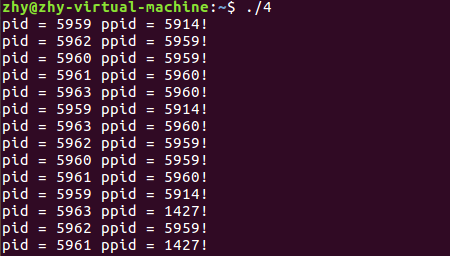 zhy@zhy-virtual-machine:~$ ./4
pid = 5959 ppid = 5914!
pid = 5962 ppid = 5959!
pid = 5960 ppid = 5959!
pid = 5961 ppid = 5960!
pid = 5963 ppid = 5960!
pid = 5959 ppid = 5914!
pid = 5963 ppid = 5960!
pid = 5962 ppid = 5959!
pid = 5960 ppid = 5959!
pid = 5961 ppid = 5960!
pid = 5959 ppid = 5914!
pid = 5963 ppid = 1427!
pid = 5962 ppid = 5959!
pid = 5961 ppid = 1427!